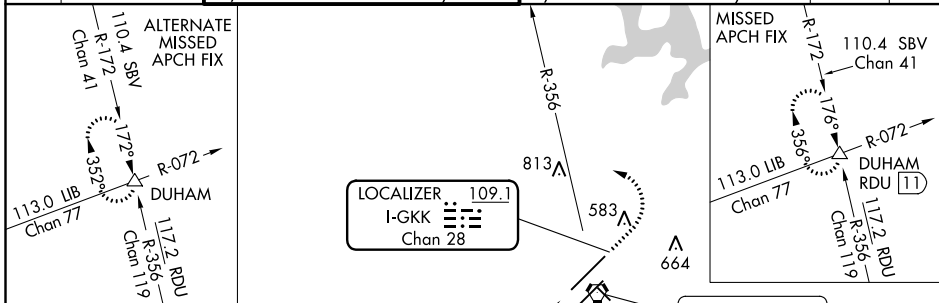 ALTERNATE
MISSED
APCH FIX
110.4 SBV
R-172
Chan 41
172°
352°
R-072
DUHAM
113.0 LIB
Chan 77
117.2 RDU
R-356
Chan 119
R-356
813
583
664
LOCALIZER 109.1
I-GKK
Chan 28
MISSED
APCH FIX
R-172
110.4 SBV
Chan 41
176°
356°
R-072
DUHAM
RDU 11
113.0 LIB
Chan 77
117.2 RDU
R-356
Chan 119